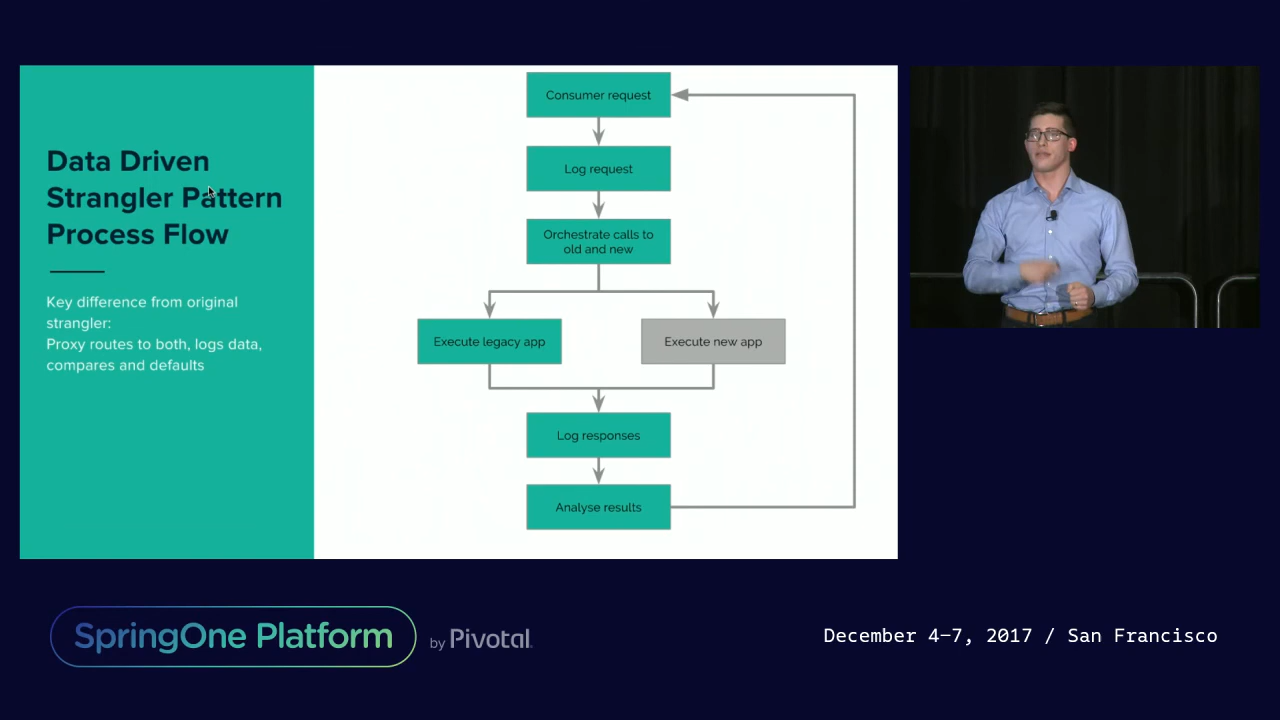 Data Driven
Strangler Pattern
Process Flow
Key difference from original
strangler:
Proxy routes to both, logs data,
compares and defaults
Consumer request
Log request
Orchestrate calls to
old and new
Execute legacy app
Execute new app
Log responses
Analyse results
SpringOne Platform
by Pivotal.
December 4–7, 2017 / San Francisco